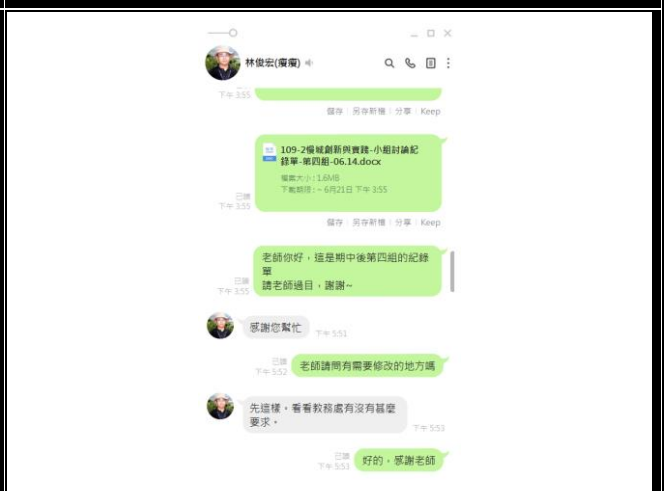 林俊宏(瘦瘦)
下午 3:55
儲存 | 另存新檔 | 分享 | Keep
109-2慢城創新與實踐-小組討論紀
錄單-第四組-06.14.docx
檔案大小 : 1.6MB
下載期限 : ~ 6月21日 下午 3:55
已讀
下午 3:55
儲存 | 另存新檔 | 分享 | Keep
老師你好，這是期中後第四組的紀錄
單
請老師過目，謝謝~
已讀
下午 3:55
感謝您幫忙
下午 5:51
已讀
下午 5:52
老師請問有需要修改的地方嗎
先這樣，看看教務處有沒有甚麼
要求。
下午 5:53
已讀
下午 5:53
好的，感謝老師